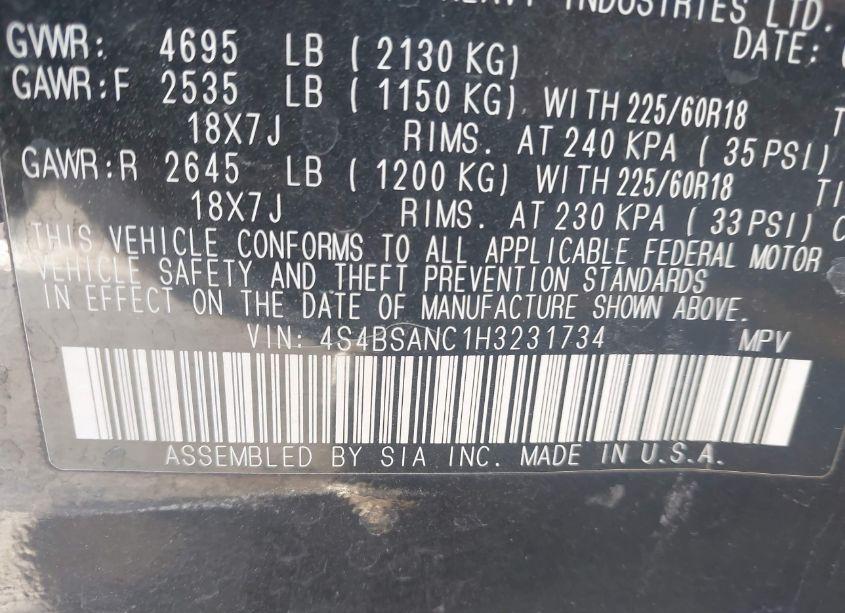 INDUSTRIES LTD.
GVWR: 4695 LB ( 2130 KG) DATE:
GAWR:F 2535 LB ( 1150 KG) WITH 225/60R18
18X7J RIMS. AT 240 KPA ( 35 PSI)
GAWR:R 2645 LB ( 1200 KG) WITH 225/60R18
18X7J RIMS. AT 230 KPA ( 33 PSI)
THIS VEHICLE CONFORMS TO ALL APPLICABLE FEDERAL MOTOR
VEHICLE SAFETY AND THEFT PREVENTION STANDARDS
IN EFFECT ON THE DATE OF MANUFACTURE SHOWN ABOVE.
VIN: 4S4BSANC1H3231734 MPV
ASSEMBLED BY SIA INC. MADE IN U.S.A.